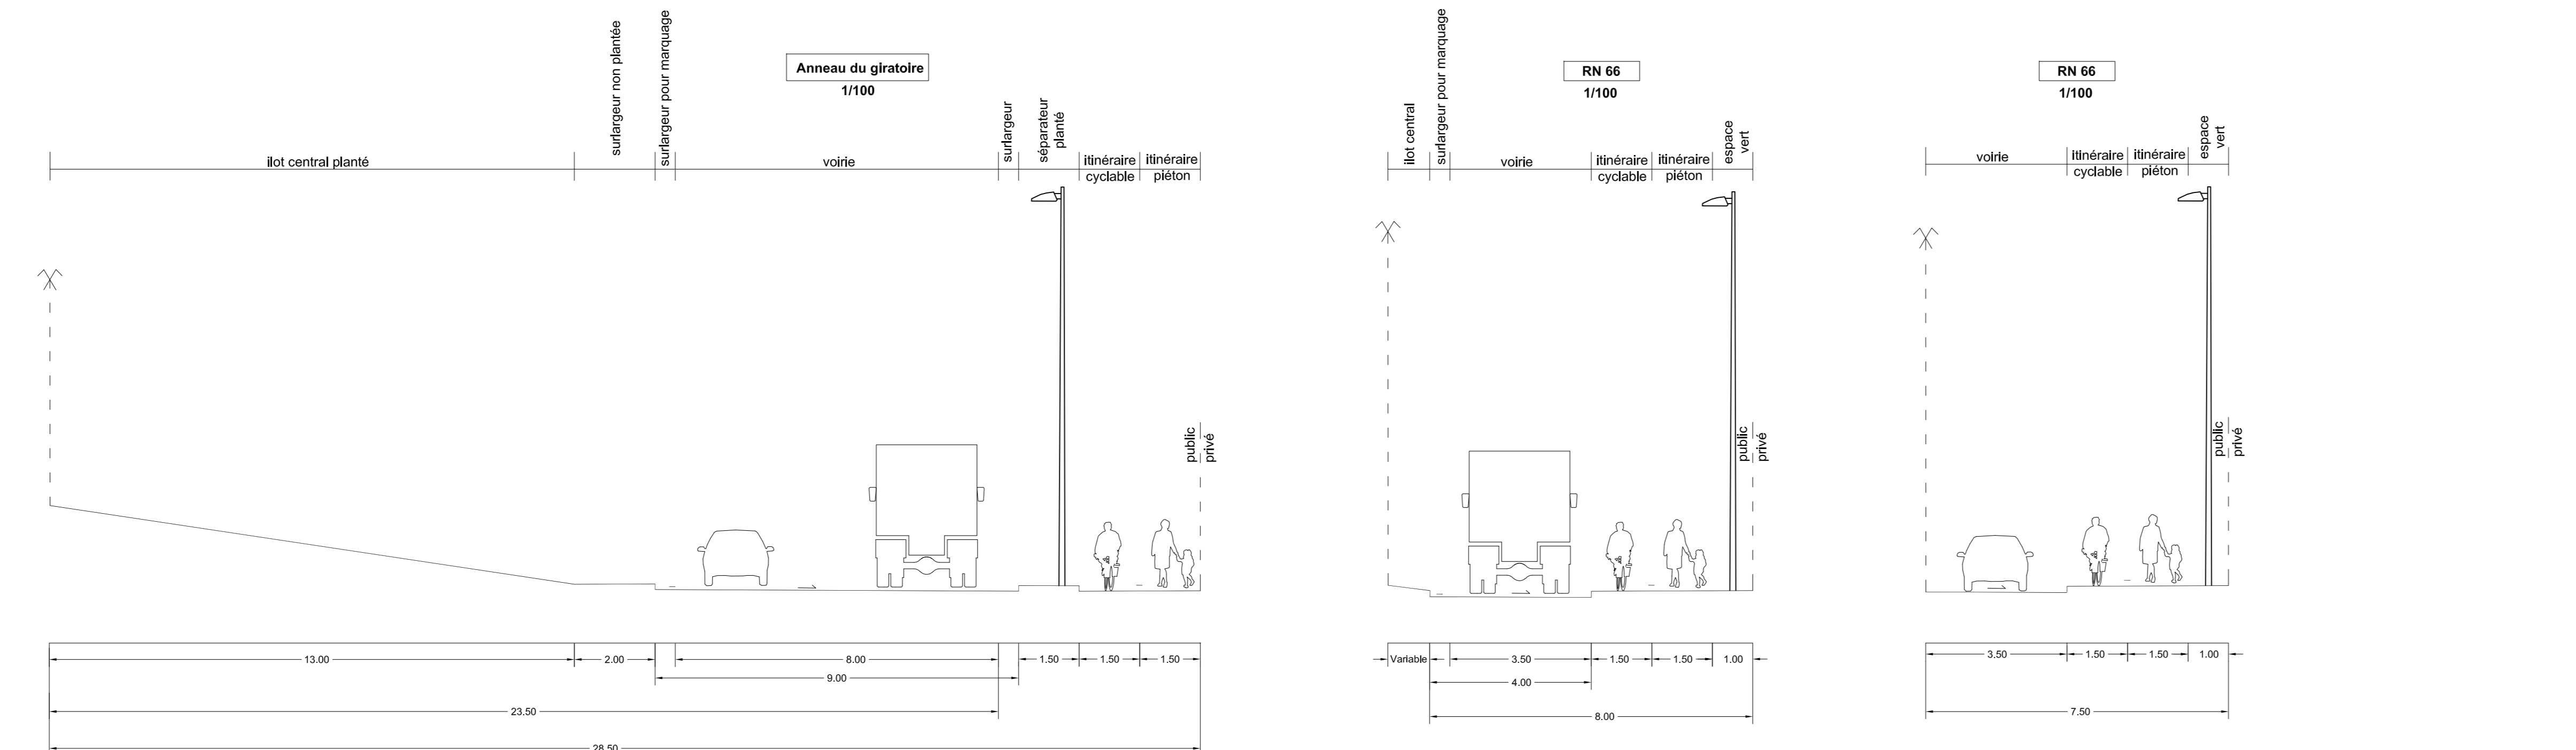 Anneau du giratoire
1/100
ilot central planté
surlargeur non plantée
surlargeur pour marquage
voirie
surlargeur
séparateur
planté
itinéraire
cyclable
itinéraire
piéton
public
privé
13.00
2.00
8.00
1.50
1.50
1.50
9.00
23.50
28.50
RN 66
1/100
ilot central
surlargeur pour marquage
voirie
itinéraire
cyclable
itinéraire
piéton
espace
vert
public
privé
Variable
3.50
1.50
1.50
1.00
4.00
8.00
RN 66
1/100
voirie
itinéraire
cyclable
itinéraire
piéton
espace
vert
public
privé
3.50
1.50
1.50
1.00
7.50